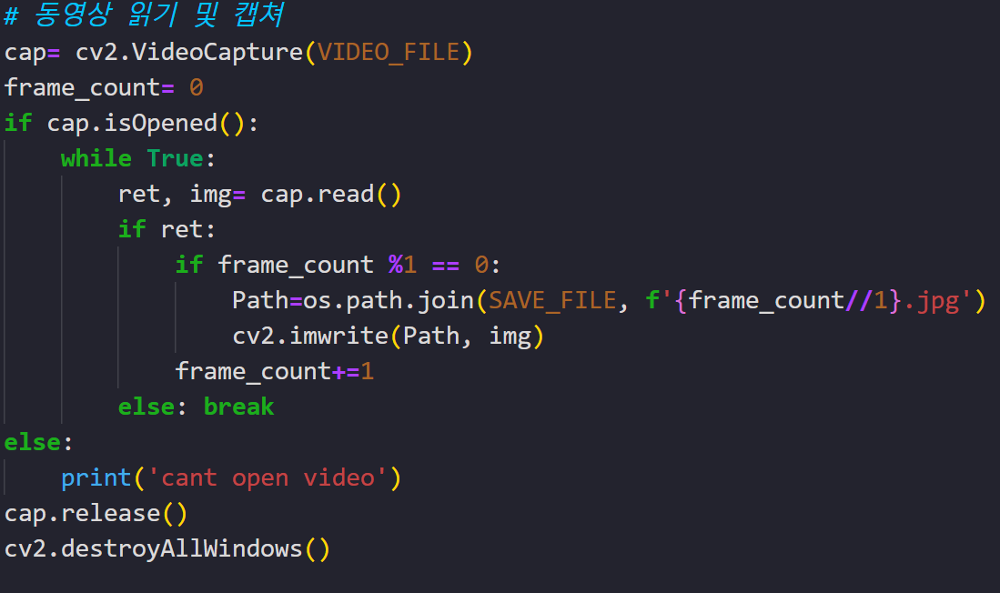 # 동영상 읽기 및 캡쳐
cap= cv2.VideoCapture(VIDEO_FILE)
frame_count= 0
if cap.isOpened():
    while True:
        ret, img= cap.read()
        if ret:
            if frame_count %1 == 0:
                Path=os.path.join(SAVE_FILE, f'{frame_count//1}.jpg')
                cv2.imwrite(Path, img)
            frame_count+=1
        else: break
else:
    print('cant open video')
cap.release()
cv2.destroyAllWindows()